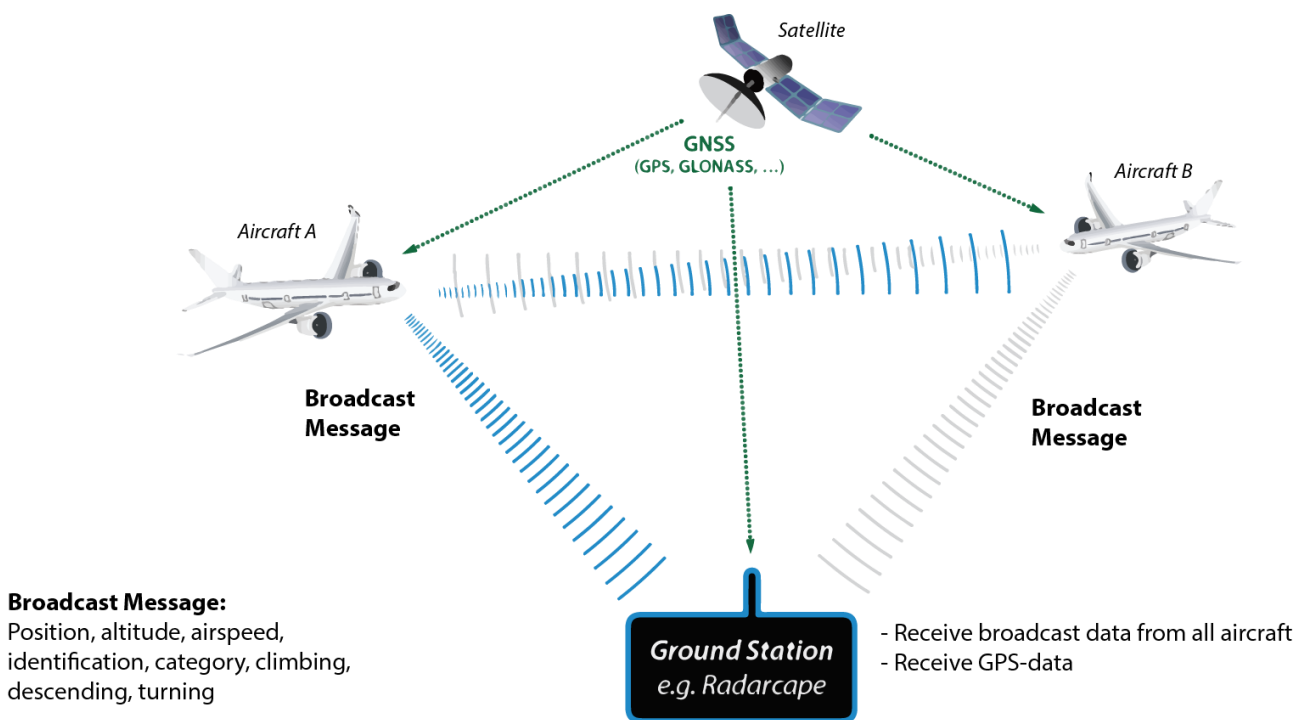 Satellite
GNSS
(GPS, GLONASS, ...)
Aircraft B
Aircraft A
Broadcast
Message
Broadcast
Message
Broadcast Message:
Position, altitude, airspeed,
identification, category, climbing,
descending, turning
Ground Station
e.g. Radarcape
- Receive broadcast data from all aircraft
- Receive GPS-data